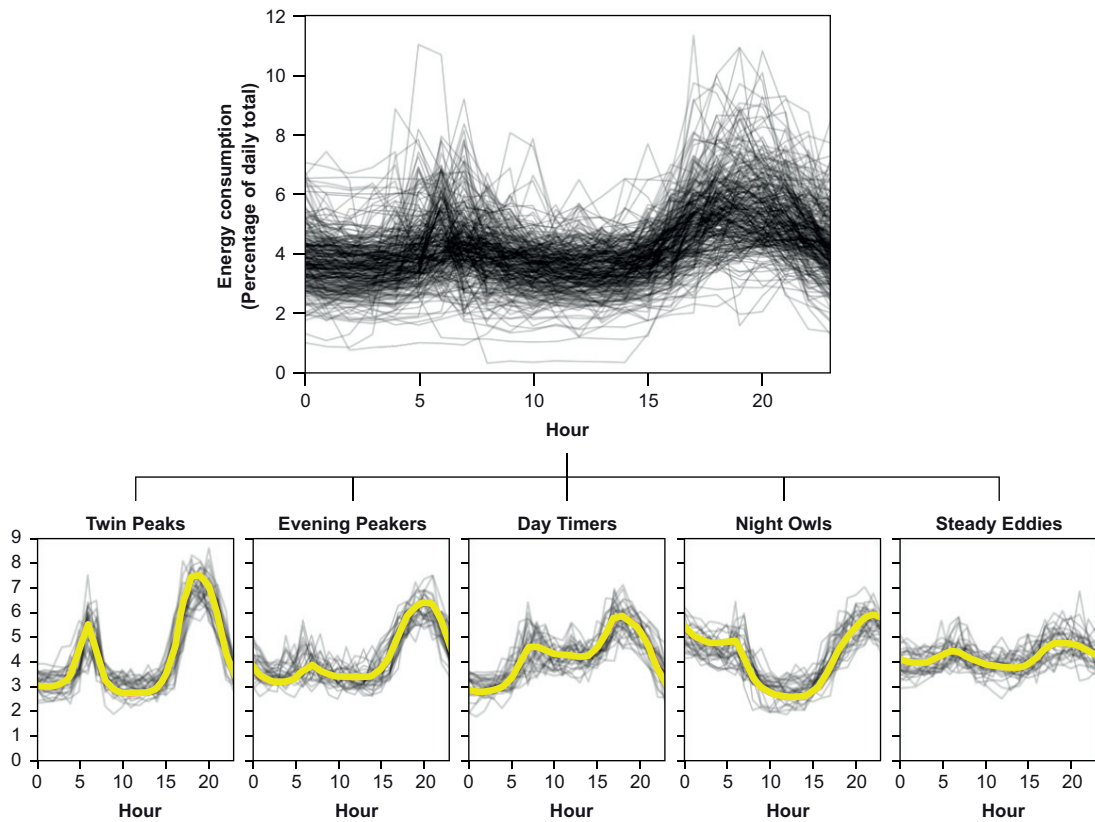 12
10
8
6
4
2
0
Energy consumption
(Percentage of daily total)
0 5 10 15 20
Hour
Twin Peaks Evening Peakers Day Timers Night Owls Steady Eddies
9
8
7
6
5
4
3
2
1
0
0 5 10 15 20 0 5 10 15 20 0 5 10 15 20 0 5 10 15 20 0 5 10 15 20
Hour Hour Hour Hour Hour